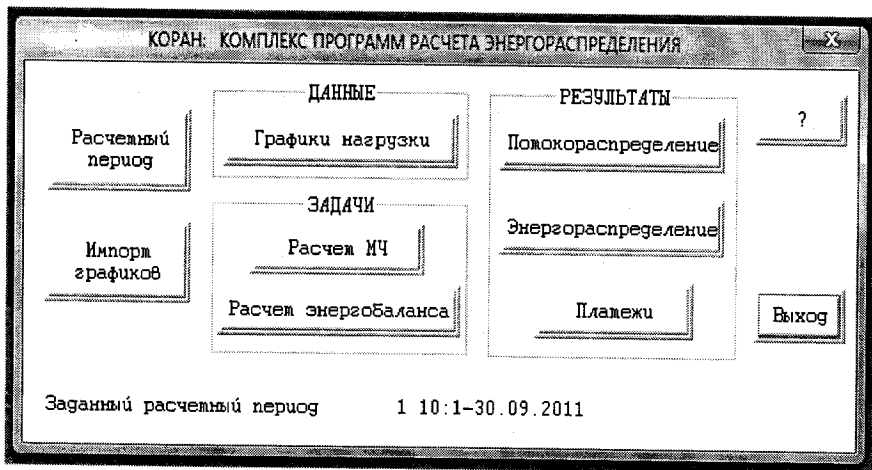 КОРАН: КОМПЛЕКС ПРОГРАММ РАСЧЕТА ЭНЕРГОРАСПРЕДЕЛЕНИЯ
X
Расчетный
период
Импорт
графиков
ДАННЫЕ
Графики нагрузки
ЗАДАЧИ
Расчет МЧ
Расчет энергобаланса
РЕЗУЛЬТАТЫ
Потокораспределение
Энергораспределение
Платежи
?
Выход
Заданный расчетный период 1 10:1-30.09.2011